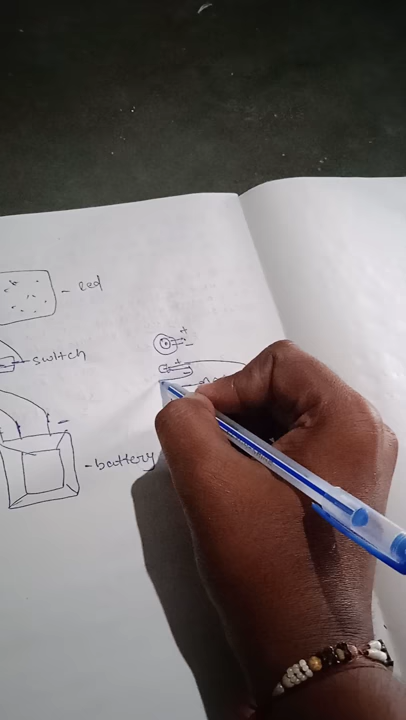 - led
+
-
- switch
+
-
- battery